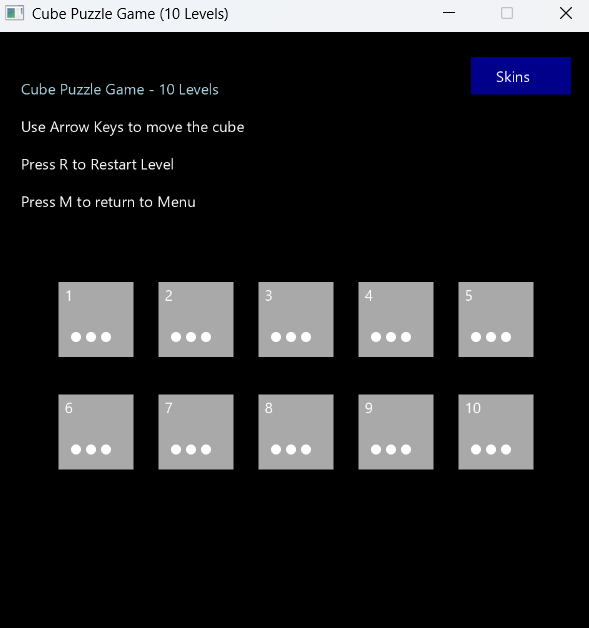 Cube Puzzle Game (10 Levels)
Skins
Cube Puzzle Game - 10 Levels
Use Arrow Keys to move the cube
Press R to Restart Level
Press M to return to Menu
1 2 3 4 5
6 7 8 9 10